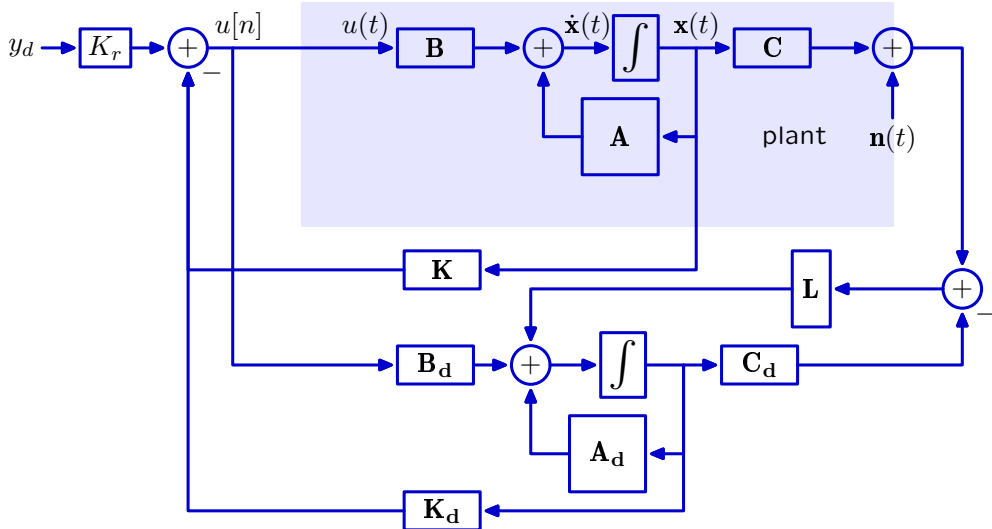 u[n] u(t) ẋ(t) x(t)
y_d K_r + − B + ∫ C +
A plant n(t)
K
L + −
B_d + ∫ C_d
A_d
K_d